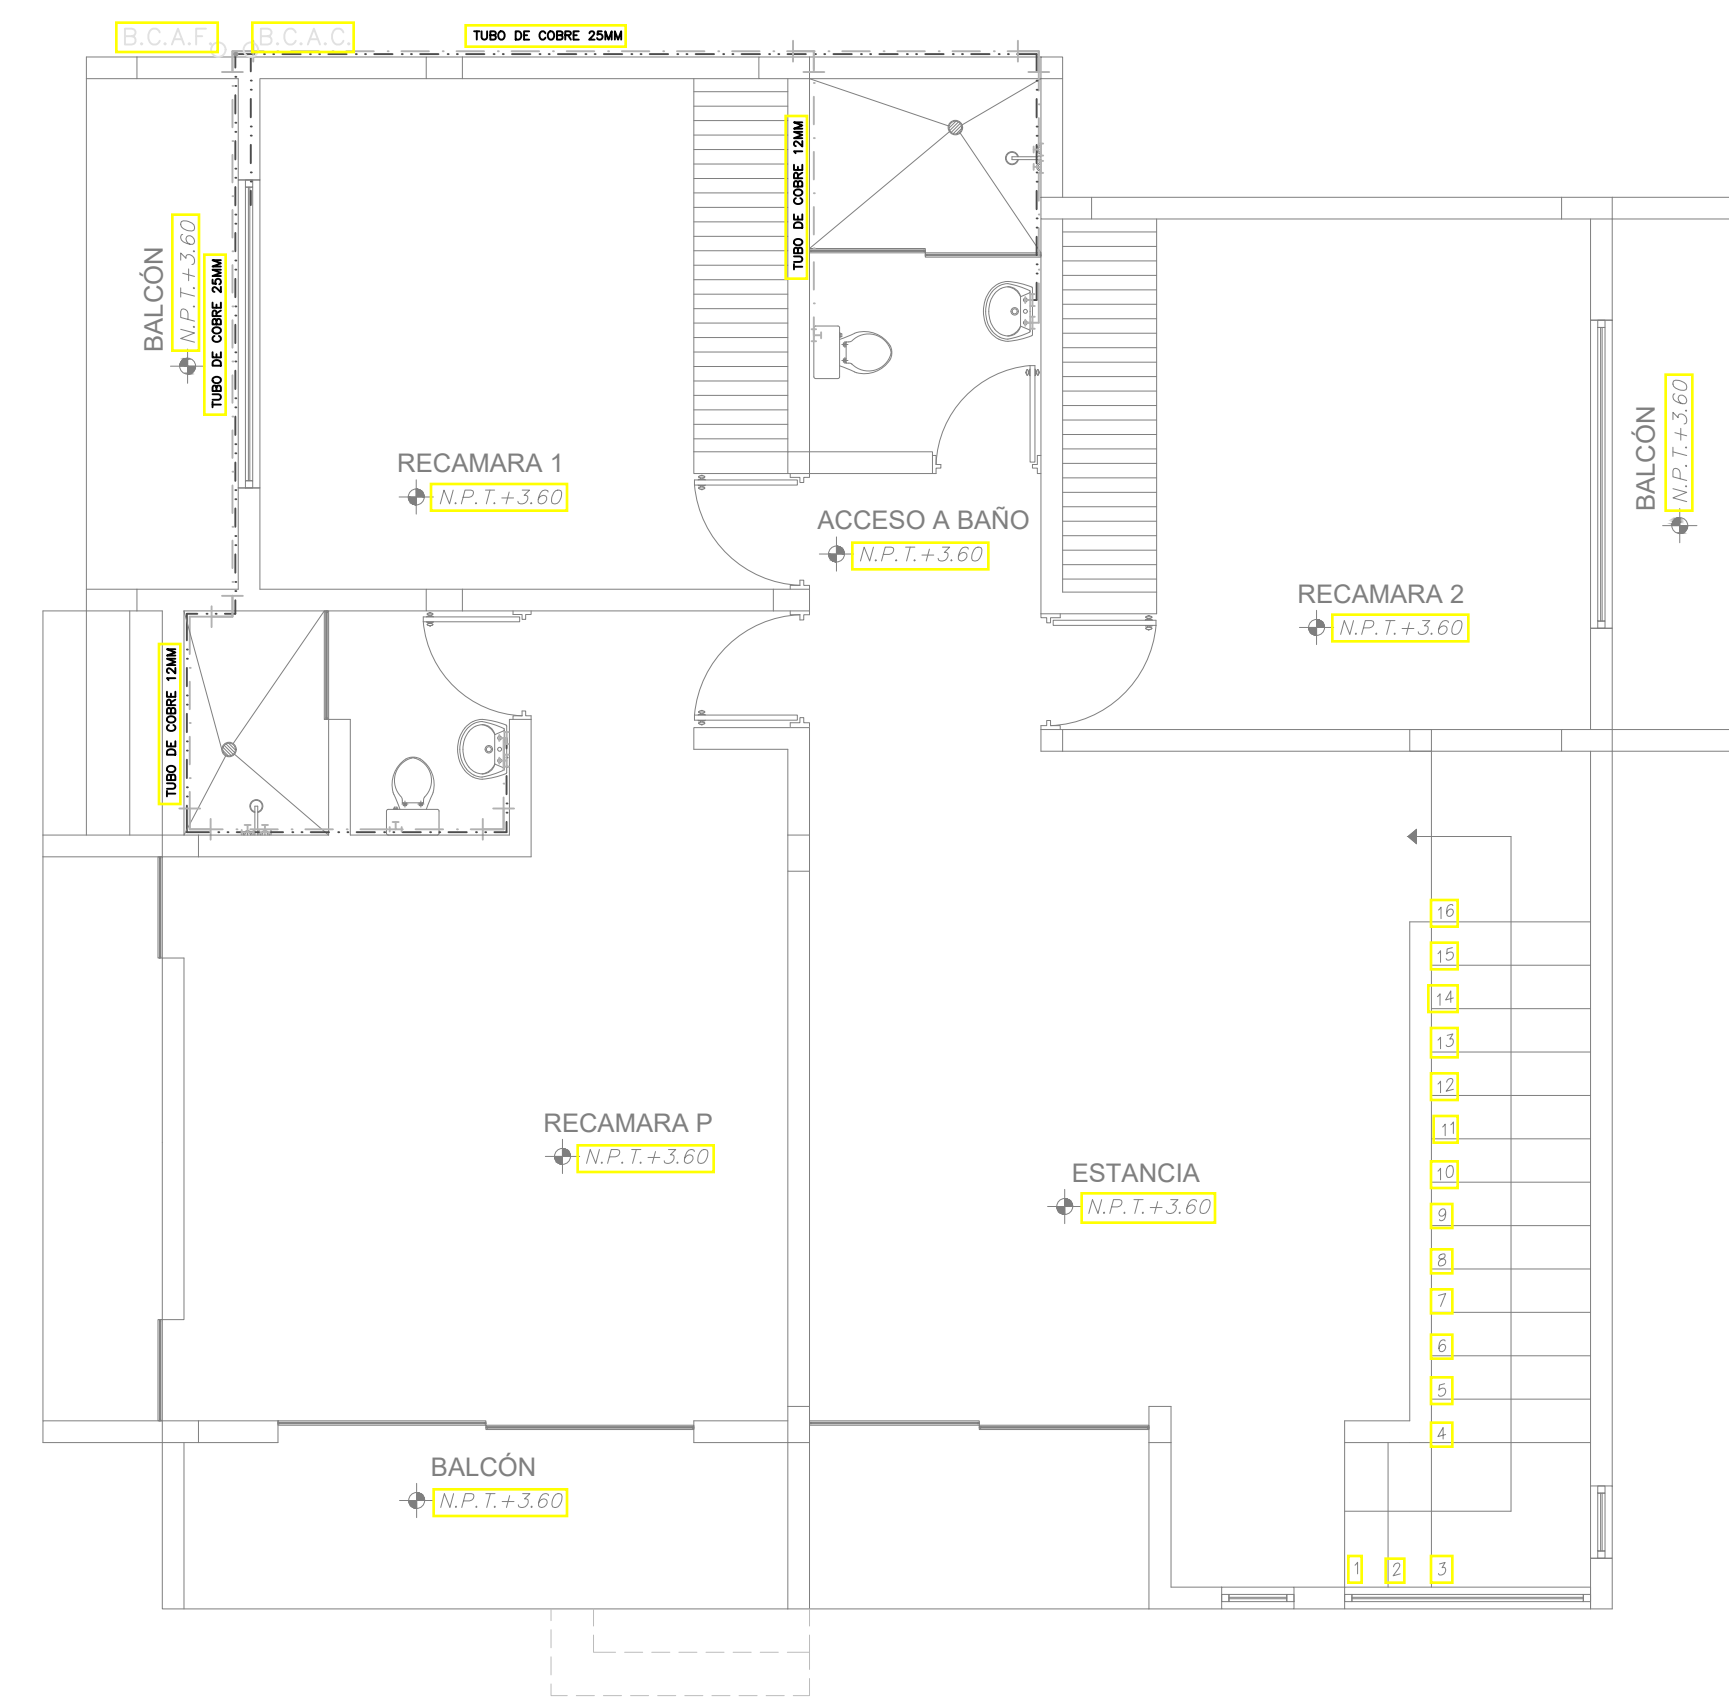 B.C.A.F.
B.C.A.C.
TUBO DE COBRE 25MM
TUBO DE COBRE 12MM
BALCÓN
N.P.T.+3.60
TUBO DE COBRE 25MM
BALCÓN
N.P.T.+3.60
RECAMARA 1
N.P.T.+3.60
ACCESO A BAÑO
N.P.T.+3.60
RECAMARA 2
N.P.T.+3.60
TUBO DE COBRE 12MM
16
15
14
13
12
11
10
9
8
7
6
5
4
RECAMARA P
N.P.T.+3.60
ESTANCIA
N.P.T.+3.60
BALCÓN
N.P.T.+3.60
1
2
3